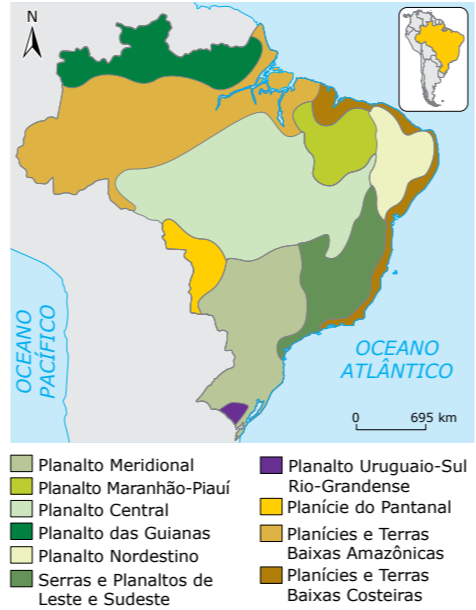 N
OCEANO
PACÍFICO
OCEANO
ATLÂNTICO
0 695 km
Planalto Meridional
Planalto Maranhão-Piauí
Planalto Central
Planalto das Guianas
Planalto Nordestino
Serras e Planaltos de
Leste e Sudeste
Planalto Uruguaio-Sul
Rio-Grandense
Planície do Pantanal
Planícies e Terras
Baixas Amazônicas
Planícies e Terras
Baixas Costeiras